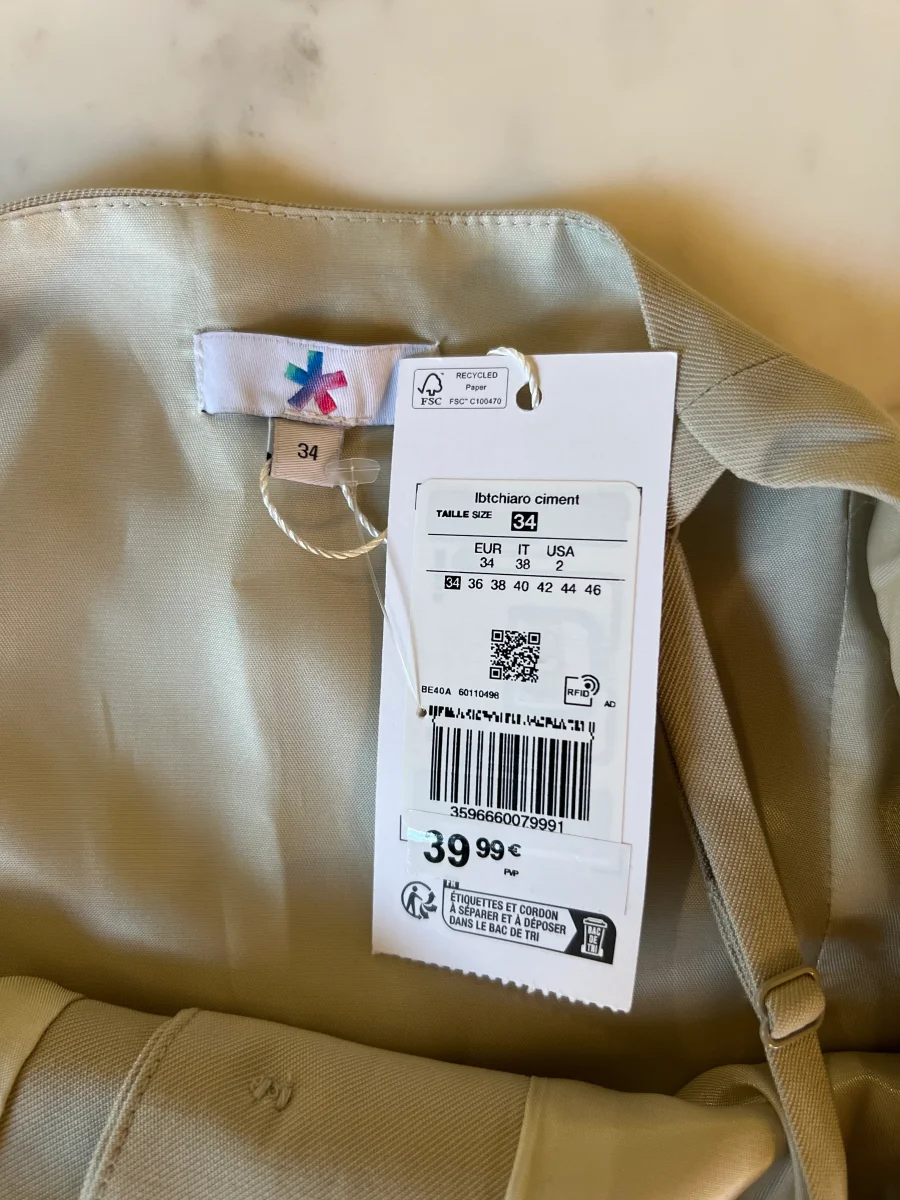 RECYCLED
Paper
FSC™ C100470
FSC
34
lbtchiaro ciment
TAILLE SIZE 34
EUR IT USA
34 38 2
34 36 38 40 42 44 46
RFID
BE40A 60110498
AD
3596660079991
39 99 €
PVP
FR
ÉTIQUETTES ET CORDON
À SÉPARER ET À DÉPOSER
DANS LE BAC DE TRI
BAC
DE
TRI